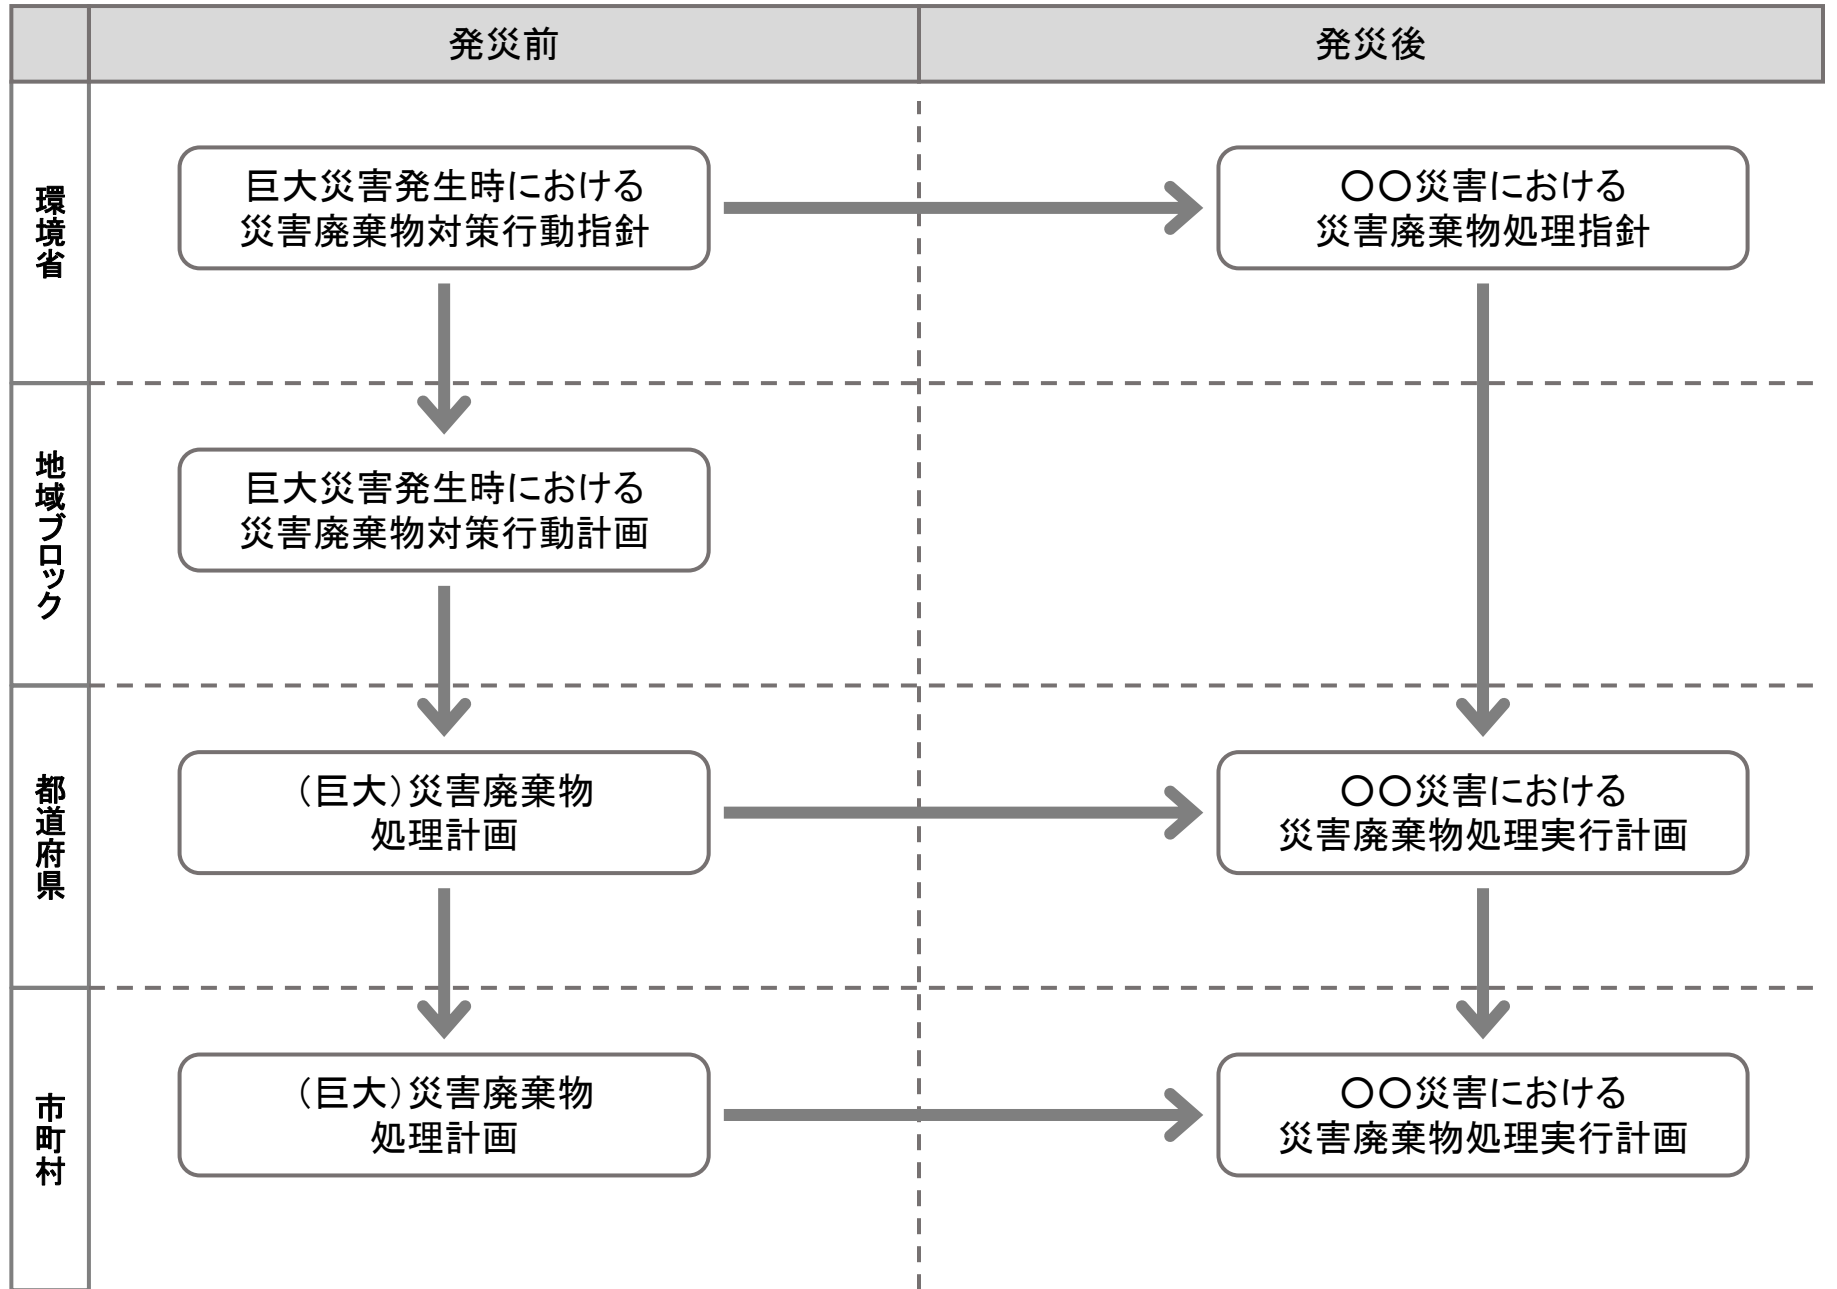 発災前
発災後
環境省
巨大災害発生時における
災害廃棄物対策行動指針
〇〇災害における
災害廃棄物処理指針
地域ブロック
巨大災害発生時における
災害廃棄物対策行動計画
都道府県
（巨大）災害廃棄物
処理計画
〇〇災害における
災害廃棄物処理実行計画
市町村
（巨大）災害廃棄物
処理計画
〇〇災害における
災害廃棄物処理実行計画